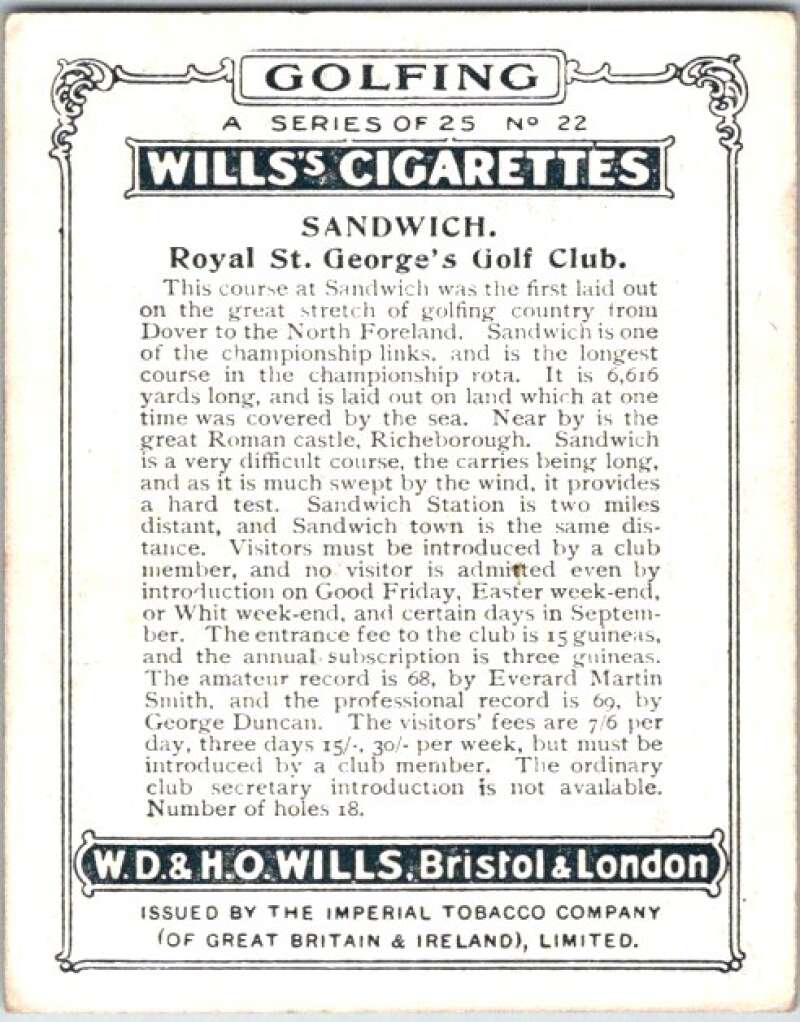 GOLFING
A SERIES OF 25 No 22
WILLS'S CIGARETTES
SANDWICH.
Royal St. George's Golf Club.
This course at Sandwich was the first laid out
on the great stretch of golfing country from
Dover to the North Foreland. Sandwich is one
of the championship links, and is the longest
course in the championship rota. It is 6,616
yards long, and is laid out on land which at one
time was covered by the sea. Near by is the
great Roman castle, Richeborough. Sandwich
is a very difficult course, the carries being long,
and as it is much swept by the wind, it provides
a hard test. Sandwich Station is two miles
distant, and Sandwich town is the same dis-
tance. Visitors must be introduced by a club
member, and no visitor is admitted even by
introduction on Good Friday, Easter week-end,
or Whit week-end, and certain days in Septem-
ber. The entrance fee to the club is 15 guineas,
and the annual subscription is three guineas.
The amateur record is 68, by Everard Martin
Smith, and the professional record is 69, by
George Duncan. The visitors' fees are 7/6 per
day, three days 15/-, 30/- per week, but must be
introduced by a club member. The ordinary
club secretary introduction is not available.
Number of holes 18.
W.D. & H.O. WILLS. Bristol & London
ISSUED BY THE IMPERIAL TOBACCO COMPANY
(OF GREAT BRITAIN & IRELAND), LIMITED.